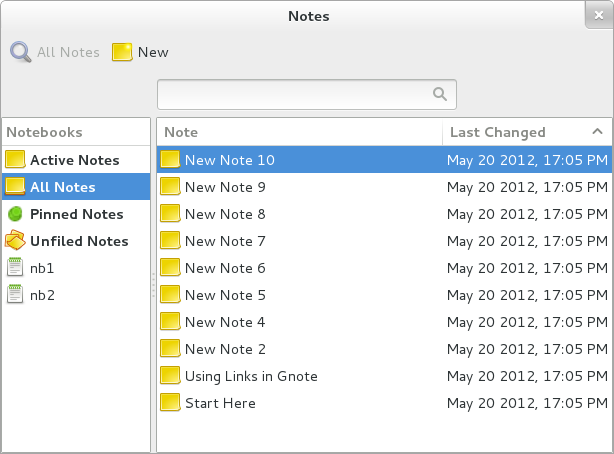 Notes
All Notes New
Notebooks
Active Notes
All Notes
Pinned Notes
Unfiled Notes
nb1
nb2
Note Last Changed
New Note 10 May 20 2012, 17:05 PM
New Note 9 May 20 2012, 17:05 PM
New Note 8 May 20 2012, 17:05 PM
New Note 7 May 20 2012, 17:05 PM
New Note 6 May 20 2012, 17:05 PM
New Note 5 May 20 2012, 17:05 PM
New Note 4 May 20 2012, 17:05 PM
New Note 2 May 20 2012, 17:05 PM
Using Links in Gnote May 20 2012, 17:05 PM
Start Here May 20 2012, 17:05 PM